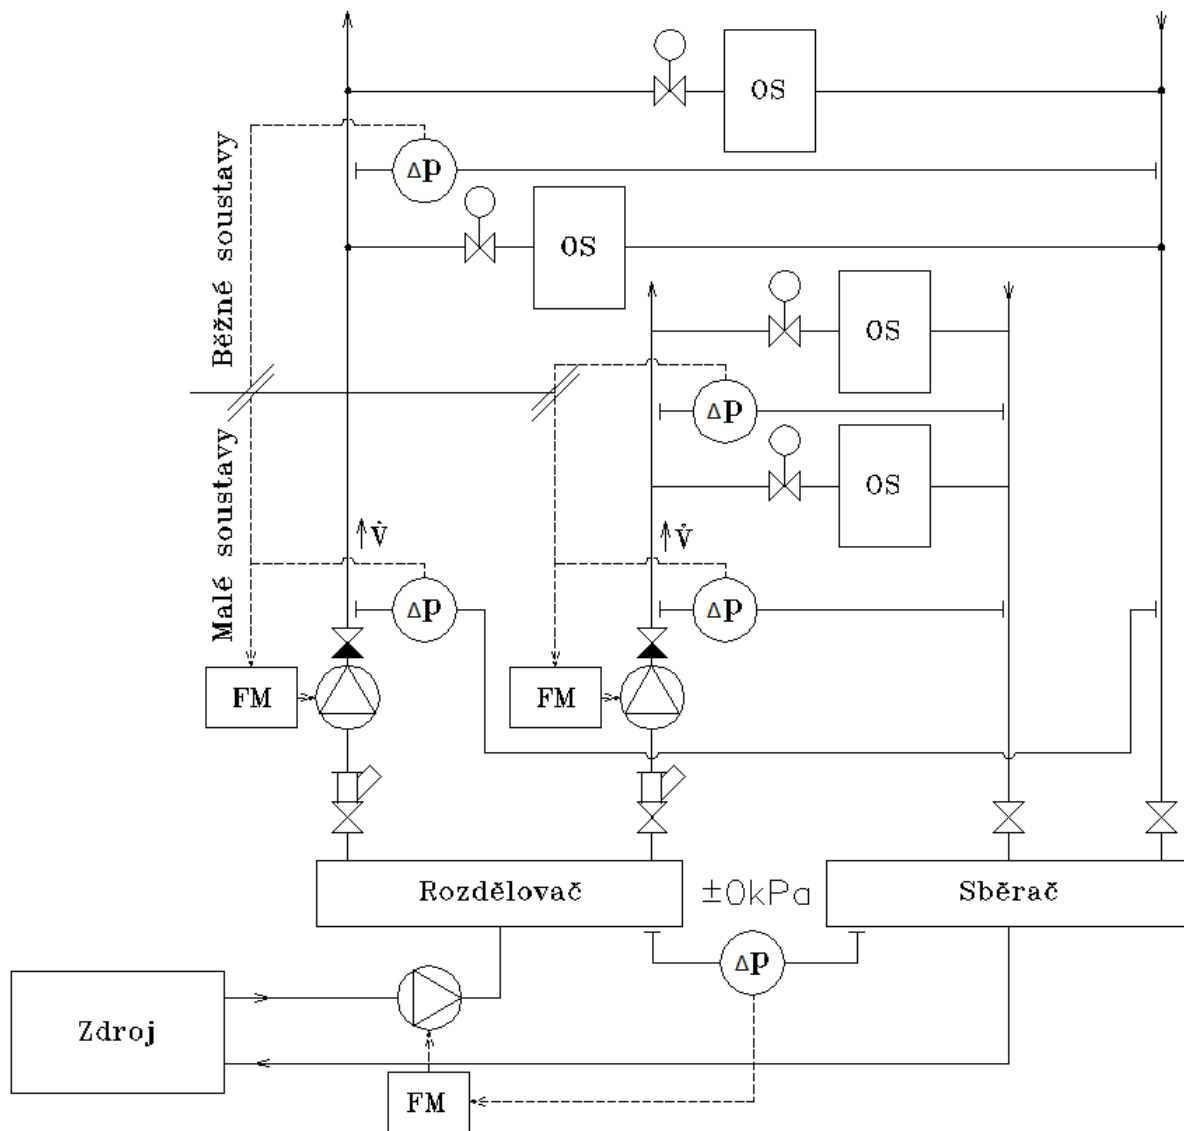 OS
Δp
OS
Běžné soustavy
OS
Δp
OS
Malé soustavy
V̇
V̇
Δp
Δp
FM
FM
Rozdělovač
±0kPa
Sběrač
Δp
Zdroj
FM